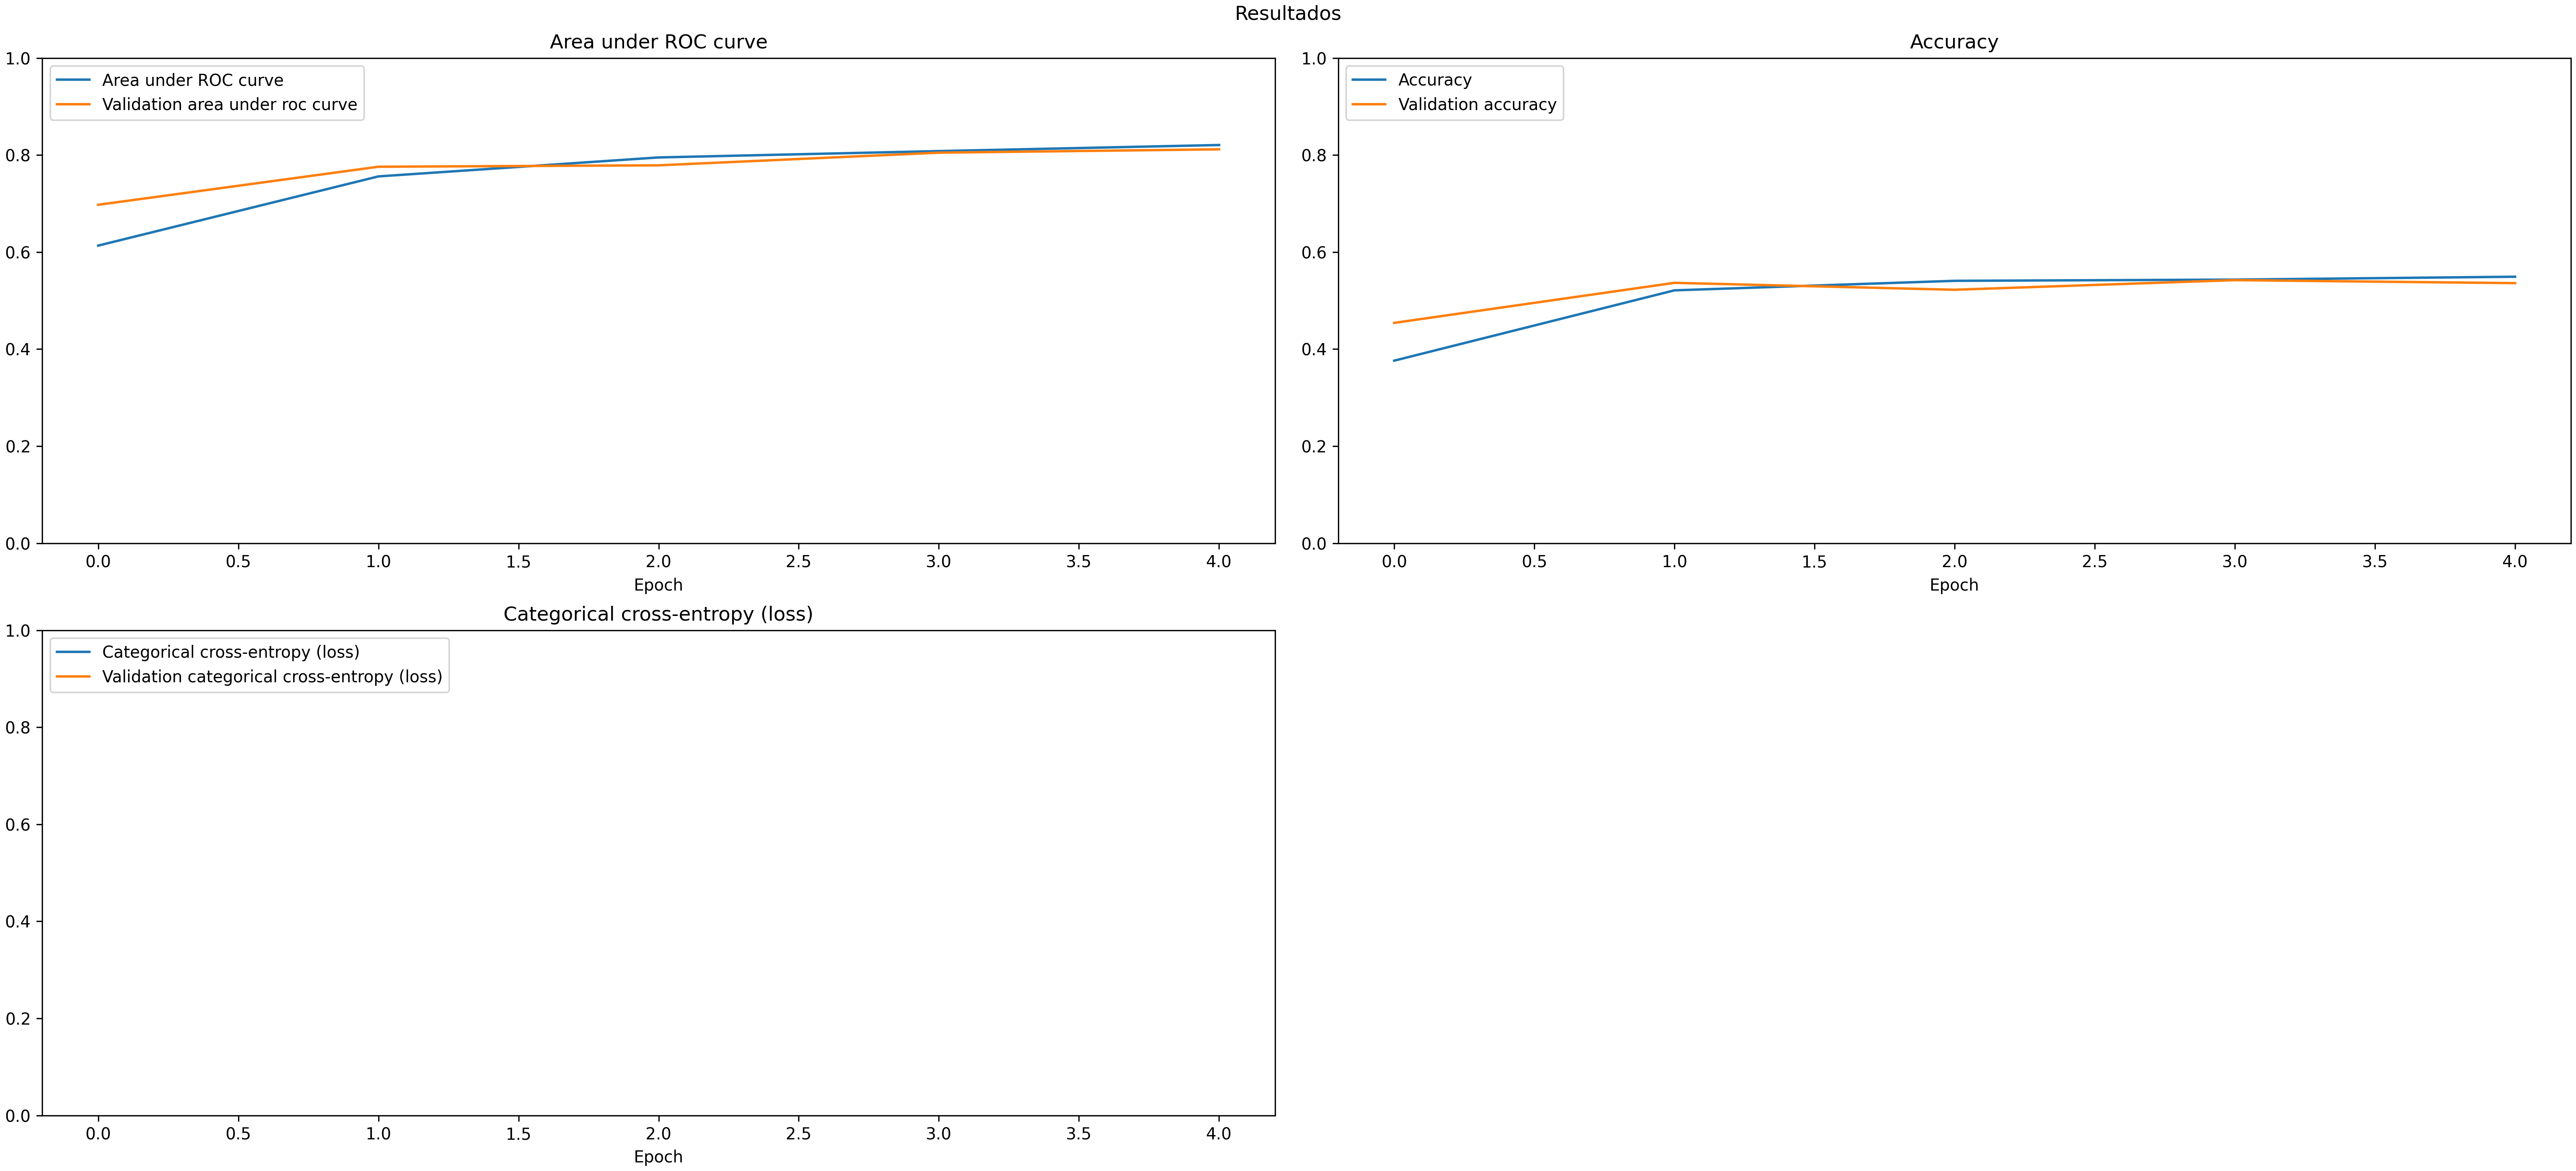 Resultados
Area under ROC curve
1.0
0.8
0.6
0.4
0.2
0.0
Area under ROC curve
Validation area under roc curve
0.0 0.5 1.0 1.5 2.0 2.5 3.0 3.5 4.0
Epoch
Accuracy
1.0
0.8
0.6
0.4
0.2
0.0
Accuracy
Validation accuracy
0.0 0.5 1.0 1.5 2.0 2.5 3.0 3.5 4.0
Epoch
Categorical cross-entropy (loss)
1.0
0.8
0.6
0.4
0.2
0.0
Categorical cross-entropy (loss)
Validation categorical cross-entropy (loss)
0.0 0.5 1.0 1.5 2.0 2.5 3.0 3.5 4.0
Epoch